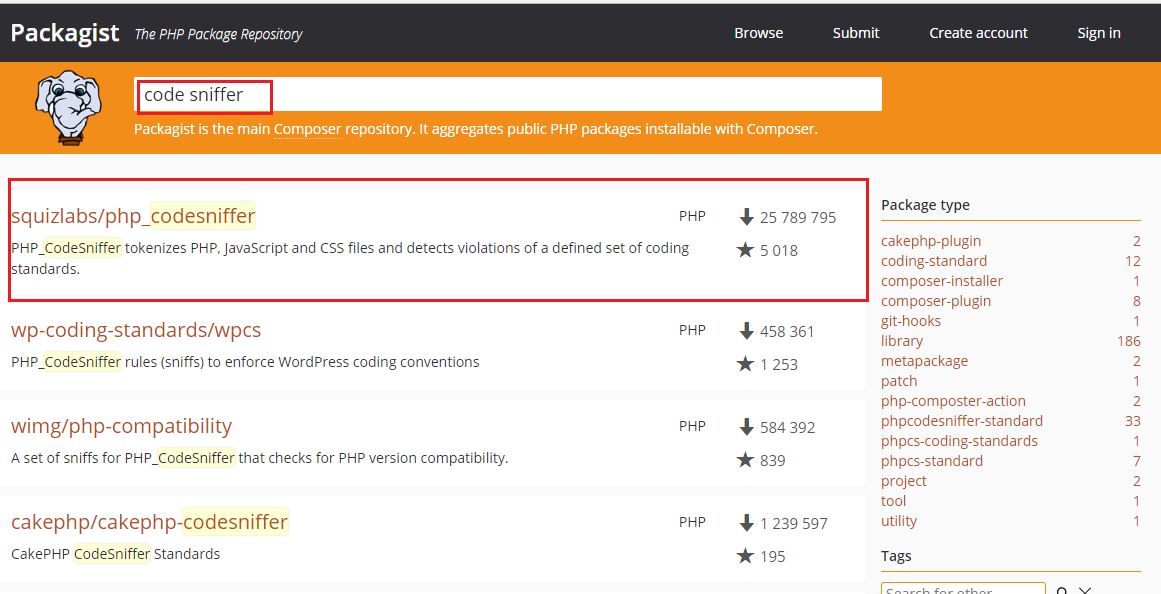 Packagist The PHP Package Repository
Browse Submit Create account Sign in
code sniffer
Packagist is the main Composer repository. It aggregates public PHP packages installable with Composer.
squizlabs/php_codesniffer PHP 25 789 795
PHP_CodeSniffer tokenizes PHP, JavaScript and CSS files and detects violations of a defined set of coding
standards.
5 018
wp-coding-standards/wpcs PHP 458 361
PHP_CodeSniffer rules (sniffs) to enforce WordPress coding conventions 1 253
wimg/php-compatibility PHP 584 392
A set of sniffs for PHP_CodeSniffer that checks for PHP version compatibility. 839
cakephp/cakephp-codesniffer PHP 1 239 597
CakePHP CodeSniffer Standards 195
Package type
cakephp-plugin 2
coding-standard 12
composer-installer 1
composer-plugin 8
git-hooks 1
library 186
metapackage 2
patch 1
php-composter-action 2
phpcodesniffer-standard 33
phpcs-coding-standards 1
phpcs-standard 7
project 2
tool 1
utility 1
Tags
Search for other